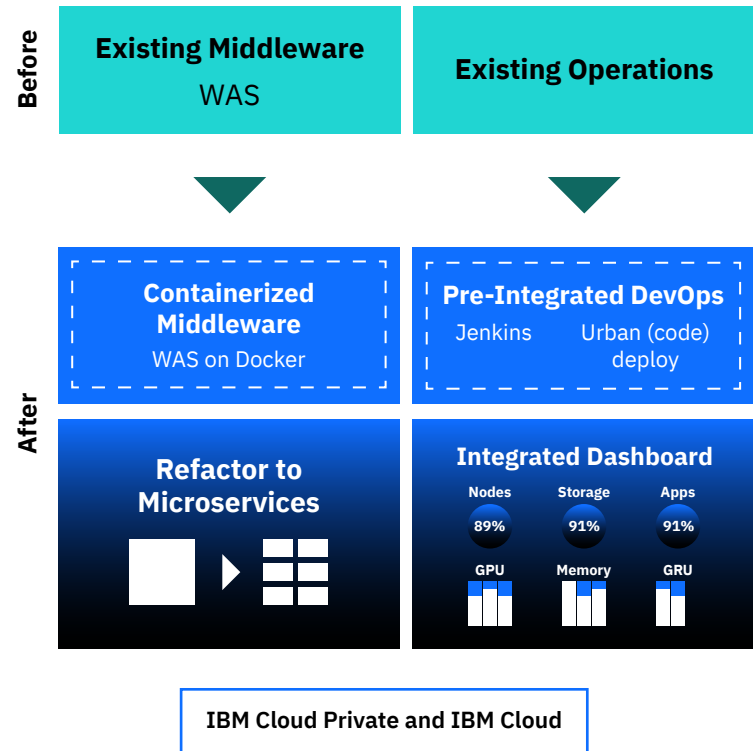 Before
Existing Middleware
WAS
Existing Operations
After
Containerized
Middleware
WAS on Docker
Pre-Integrated DevOps
Jenkins
Urban (code)
deploy
Refactor to
Microservices
Integrated Dashboard
Nodes Storage Apps
89% 91% 91%
GPU Memory GRU
IBM Cloud Private and IBM Cloud